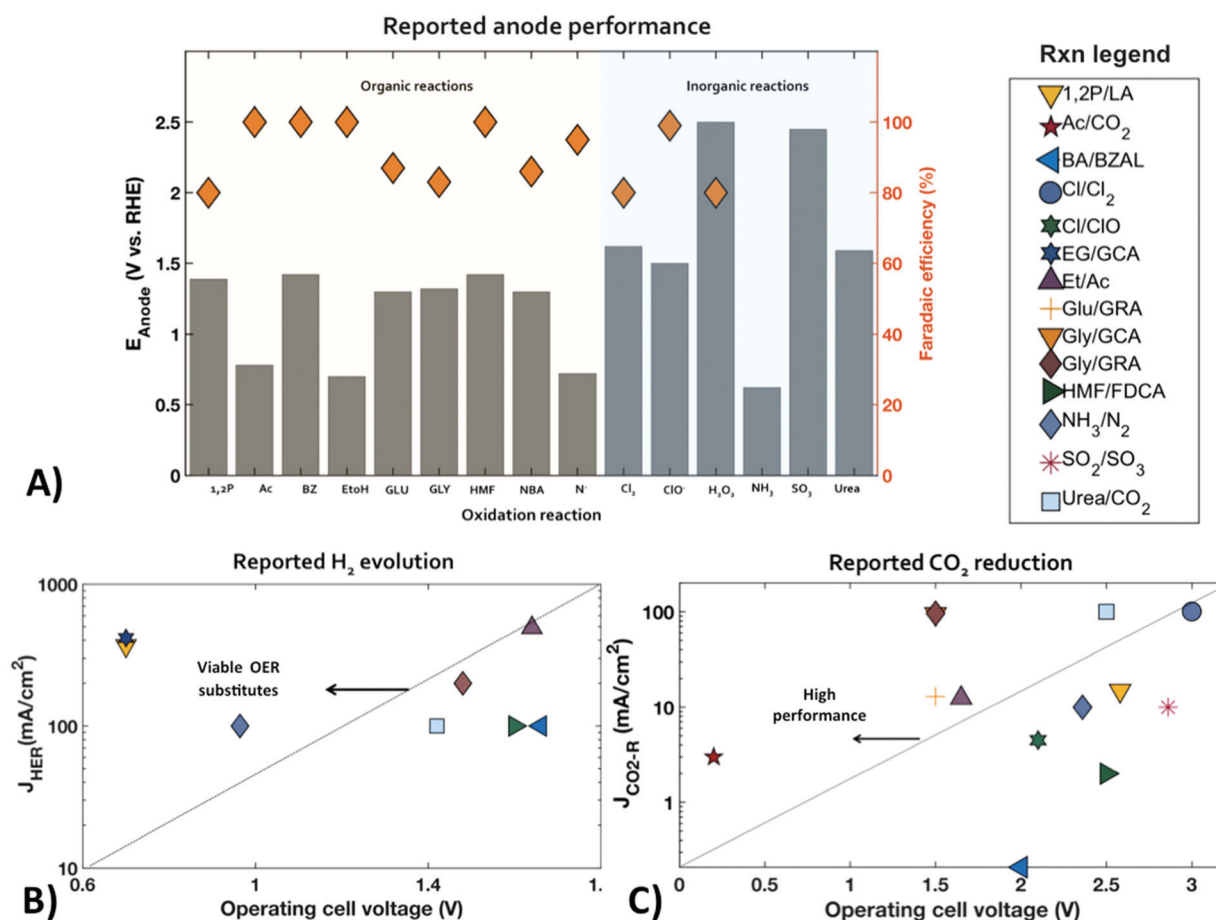 Reported anode performance
Organic reactions
Inorganic reactions
E_Anode (V vs. RHE)
2.5
2
1.5
1
0.5
0
100
80
60
40
20
0
Faradaic efficiency (%)
1,2P Ac BZ EtoH GLU GLY HMF NBA N⁻ Cl₂ ClO⁻ H₂O₂ NH₃ SO₃ Urea
Oxidation reaction
A)
Rxn legend
1,2P/LA
Ac/CO₂
BA/BZAL
Cl/Cl₂
Cl/ClO
EG/GCA
Et/Ac
Glu/GRA
Gly/GCA
Gly/GRA
HMF/FDCA
NH₃/N₂
SO₂/SO₃
Urea/CO₂
Reported H₂ evolution
J_HER(mA/cm²)
1000
100
10
Viable OER
substitutes
0.6 1 1.4 1.
Operating cell voltage (V)
B)
Reported CO₂ reduction
J_CO2-R (mA/cm²)
100
10
1
High
performance
0 0.5 1 1.5 2 2.5 3
Operating cell voltage (V)
C)